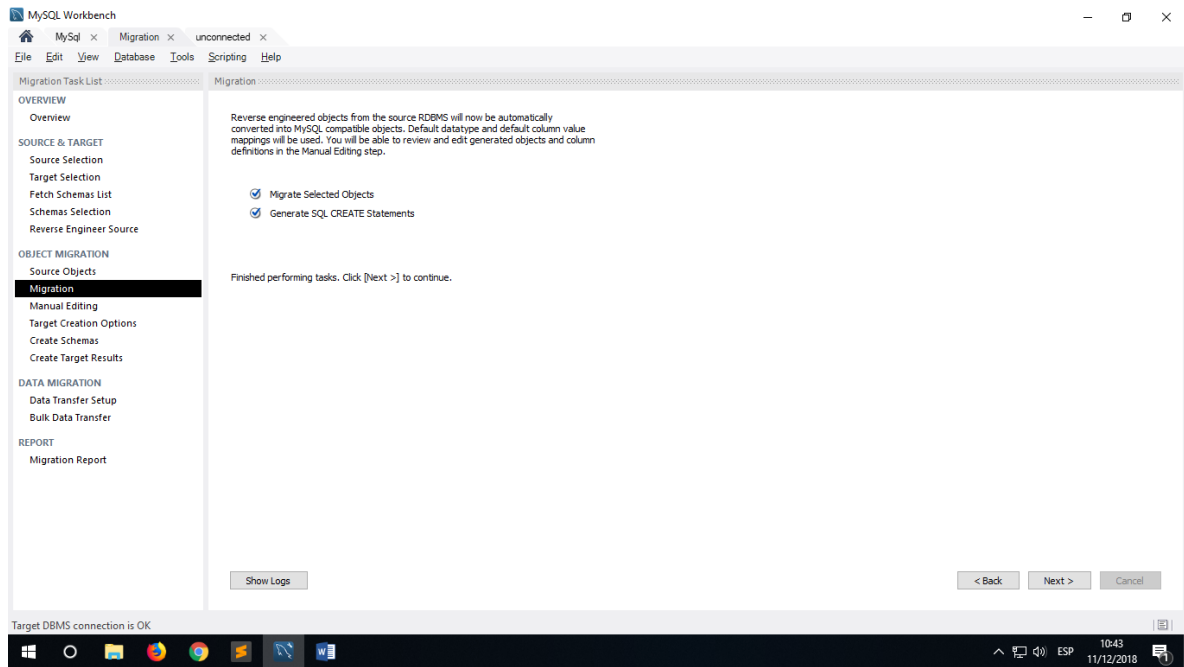 MySQL Workbench
MySql × Migration × unconnected ×
File Edit View Database Tools Scripting Help
Migration Task List
OVERVIEW
Overview
SOURCE & TARGET
Source Selection
Target Selection
Fetch Schemas List
Schemas Selection
Reverse Engineer Source
OBJECT MIGRATION
Source Objects
Migration
Manual Editing
Target Creation Options
Create Schemas
Create Target Results
DATA MIGRATION
Data Transfer Setup
Bulk Data Transfer
REPORT
Migration Report
Migration
Reverse engineered objects from the source RDBMS will now be automatically
converted into MySQL compatible objects. Default datatype and default column value
mappings will be used. You will be able to review and edit generated objects and column
definitions in the Manual Editing step.
Migrate Selected Objects
Generate SQL CREATE Statements
Finished performing tasks. Click [Next >] to continue.
Show Logs
< Back Next > Cancel
Target DBMS connection is OK
ESP
10:43
11/12/2018
1